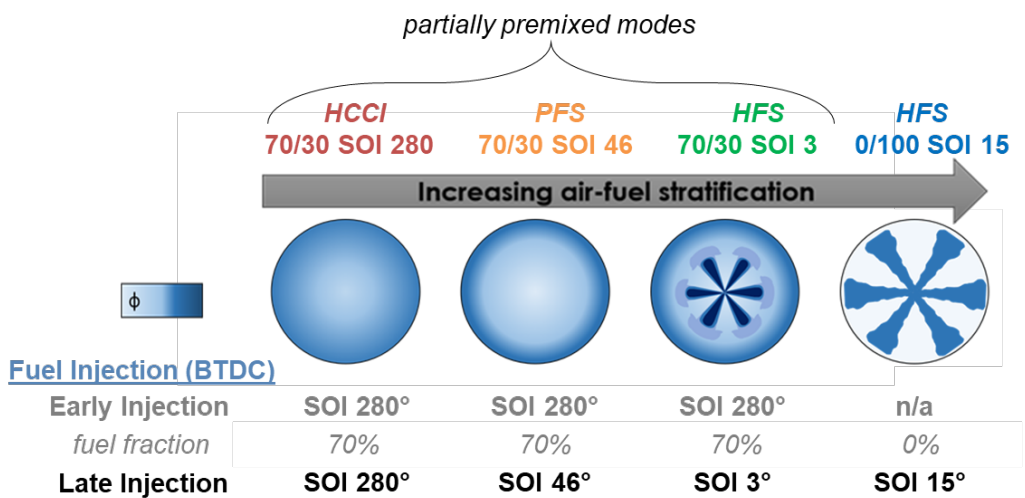 partially premixed modes
HCCI PFS HFS HFS
70/30 SOI 280 70/30 SOI 46 70/30 SOI 3 0/100 SOI 15
Increasing air-fuel stratification
ϕ
Fuel Injection (BTDC)
Early Injection SOI 280° SOI 280° SOI 280° n/a
fuel fraction 70% 70% 70% 0%
Late Injection SOI 280° SOI 46° SOI 3° SOI 15°